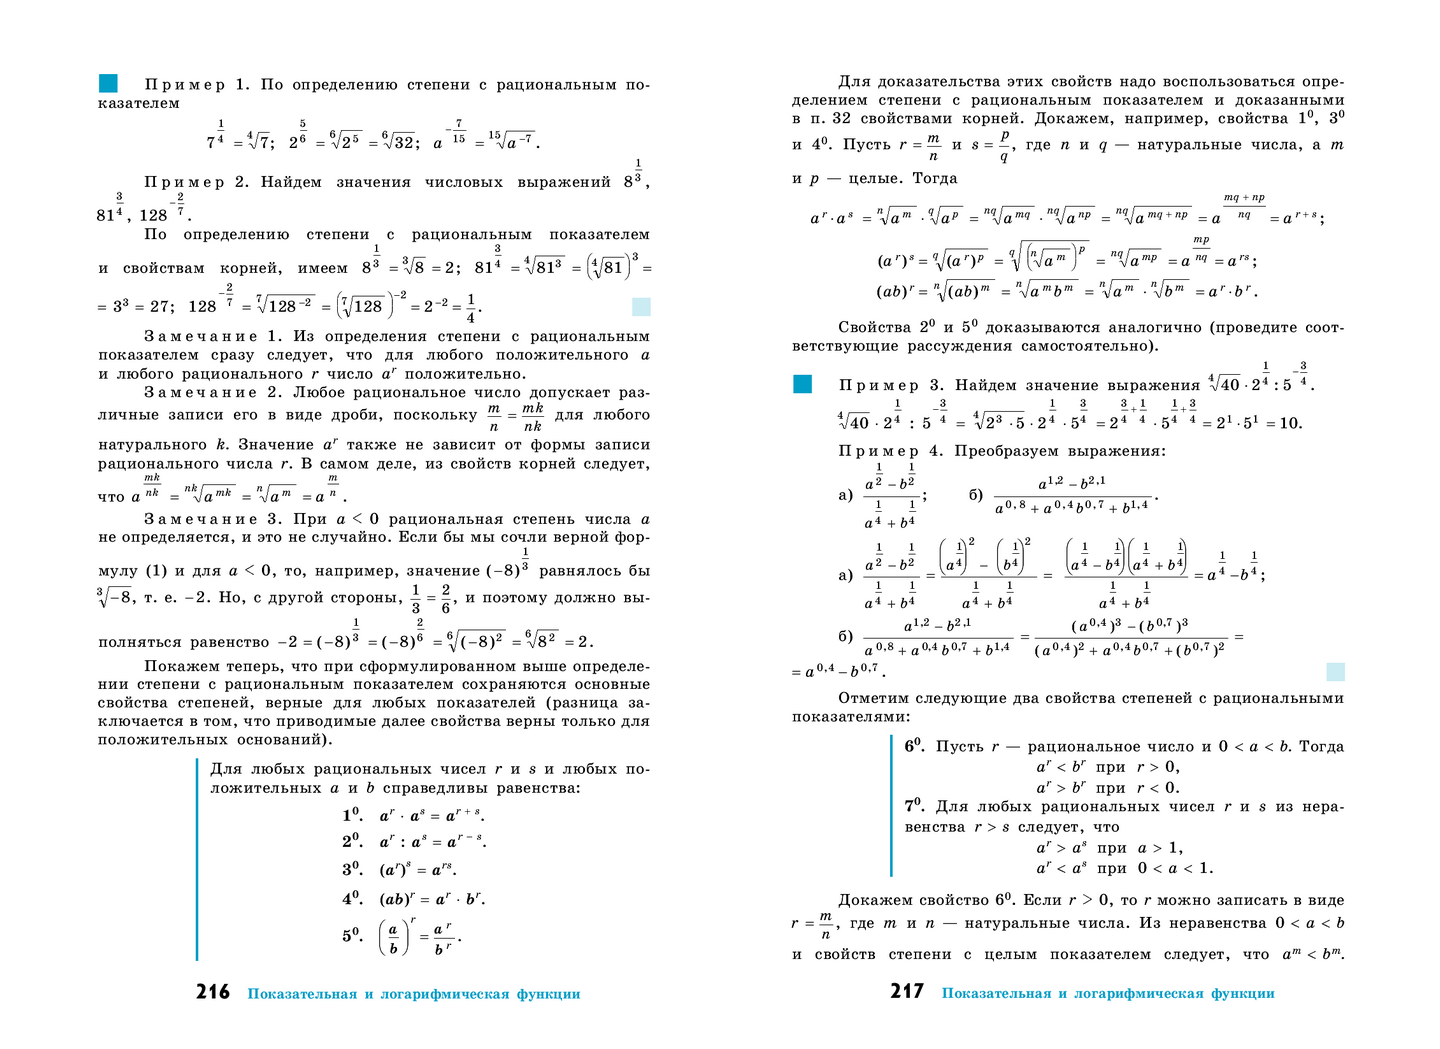 Пример 1. По определению степени с рациональным по-
казателем
7^{1/4} = ⁴√7; 2^{5/6} = ⁶√2⁵ = ⁶√32; a^{−7/15} = ¹⁵√a⁻⁷.
Пример 2. Найдем значения числовых выражений 8^{1/3},
81^{3/4}, 128^{−2/7}.
По определению степени с рациональным показателем
и свойствам корней, имеем 8^{1/3} = ³√8 = 2; 81^{3/4} = ⁴√81³ = (⁴√81)³ =
= 3³ = 27; 128^{−2/7} = ⁷√128⁻² = (⁷√128)⁻² = 2⁻² = 1/4.
Замечание 1. Из определения степени с рациональным
показателем сразу следует, что для любого положительного a
и любого рационального r число a^r положительно.
Замечание 2. Любое рациональное число допускает раз-
личные записи его в виде дроби, поскольку m/n = mk/nk для любого
натурального k. Значение a^r также не зависит от формы записи
рационального числа r. В самом деле, из свойств корней следует,
что a^{mk/nk} = ^{nk}√a^{mk} = ^n√a^m = a^{m/n}.
Замечание 3. При a < 0 рациональная степень числа a
не определяется, и это не случайно. Если бы мы сочли верной фор-
мулу (1) и для a < 0, то, например, значение (−8)^{1/3} равнялось бы
³√−8, т. е. −2. Но, с другой стороны, 1/3 = 2/6, и поэтому должно вы-
полняться равенство −2 = (−8)^{1/3} = (−8)^{2/6} = ⁶√(−8)² = ⁶√8² = 2.
Покажем теперь, что при сформулированном выше определе-
нии степени с рациональным показателем сохраняются основные
свойства степеней, верные для любых показателей (разница за-
ключается в том, что приводимые далее свойства верны только для
положительных оснований).
Для любых рациональных чисел r и s и любых по-
ложительных a и b справедливы равенства:
1⁰. a^r · a^s = a^{r + s}.
2⁰. a^r : a^s = a^{r − s}.
3⁰. (a^r)^s = a^{rs}.
4⁰. (ab)^r = a^r · b^r.
5⁰. (a/b)^r = a^r/b^r.
216 Показательная и логарифмическая функции
Для доказательства этих свойств надо воспользоваться опре-
делением степени с рациональным показателем и доказанными
в п. 32 свойствами корней. Докажем, например, свойства 1⁰, 3⁰
и 4⁰. Пусть r = m/n и s = p/q, где n и q — натуральные числа, а m
и p — целые. Тогда
a^r · a^s = ^n√a^m · ^q√a^p = ^{nq}√a^{mq} · ^{nq}√a^{np} = ^{nq}√a^{mq + np} = a^{(mq + np)/nq} = a^{r + s};
(a^r)^s = ^q√(a^r)^p = ^q√(^n√a^m)^p = ^{nq}√a^{mp} = a^{mp/nq} = a^{rs};
(ab)^r = ^n√(ab)^m = ^n√a^m b^m = ^n√a^m · ^n√b^m = a^r · b^r.
Свойства 2⁰ и 5⁰ доказываются аналогично (проведите соот-
ветствующие рассуждения самостоятельно).
Пример 3. Найдем значение выражения ⁴√40 · 2^{1/4} : 5^{−3/4}.
⁴√40 · 2^{1/4} : 5^{−3/4} = ⁴√2³ · 5 · 2^{1/4} · 5^{3/4} = 2^{3/4 + 1/4} · 5^{1/4 + 3/4} = 2¹ · 5¹ = 10.
Пример 4. Преобразуем выражения:
а) (a^{1/2} − b^{1/2})/(a^{1/4} + b^{1/4}); б) (a^{1,2} − b^{2,1})/(a^{0,8} + a^{0,4}b^{0,7} + b^{1,4}).
а) (a^{1/2} − b^{1/2})/(a^{1/4} + b^{1/4}) = ((a^{1/4})² − (b^{1/4})²)/(a^{1/4} + b^{1/4}) = (a^{1/4} − b^{1/4})(a^{1/4} + b^{1/4})/(a^{1/4} + b^{1/4}) = a^{1/4} − b^{1/4};
б) (a^{1,2} − b^{2,1})/(a^{0,8} + a^{0,4}b^{0,7} + b^{1,4}) = ((a^{0,4})³ − (b^{0,7})³)/((a^{0,4})² + a^{0,4}b^{0,7} + (b^{0,7})²) =
= a^{0,4} − b^{0,7}.
Отметим следующие два свойства степеней с рациональными
показателями:
6⁰. Пусть r — рациональное число и 0 < a < b. Тогда
a^r < b^r при r > 0,
a^r > b^r при r < 0.
7⁰. Для любых рациональных чисел r и s из нера-
венства r > s следует, что
a^r > a^s при a > 1,
a^r < a^s при 0 < a < 1.
Докажем свойство 6⁰. Если r > 0, то r можно записать в виде
r = m/n, где m и n — натуральные числа. Из неравенства 0 < a < b
и свойств степени с целым показателем следует, что a^m < b^m.
217 Показательная и логарифмическая функции